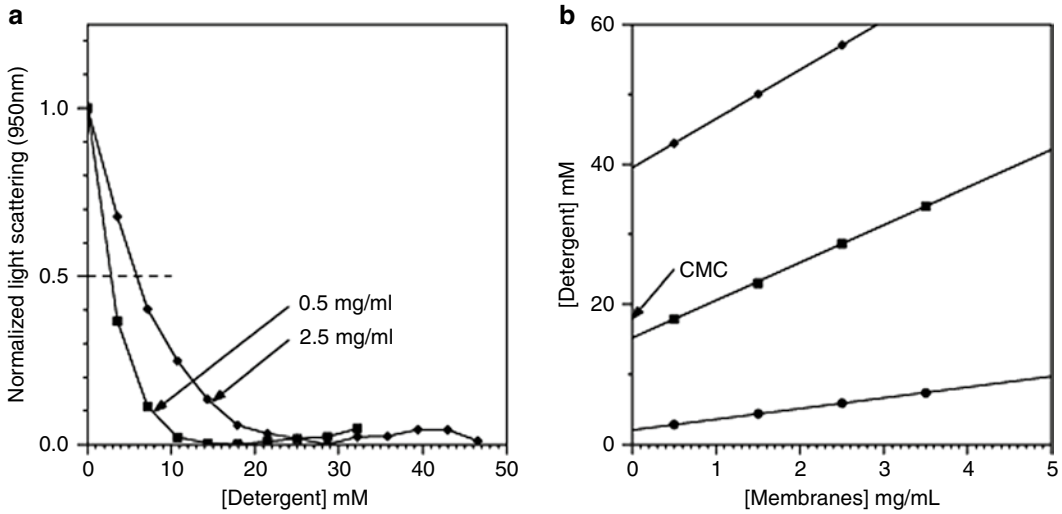 a
Normalized light scattering (950nm)
1.0
0.5
0.0
0.5 mg/ml
2.5 mg/ml
0 10 20 30 40 50
[Detergent] mM
b
[Detergent] mM
60
40
20
0
CMC
0 1 2 3 4 5
[Membranes] mg/mL